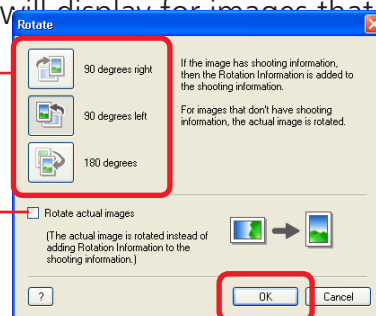 will display for images that
Rotate
90 degrees right
90 degrees left
180 degrees
If the image has shooting information,
then the Rotation Information is added to
the shooting information.
For images that don't have shooting
information, the actual image is rotated.
Rotate actual images
(The actual image is rotated instead of
adding Rotation Information to the
shooting information.)
?
OK
Cancel